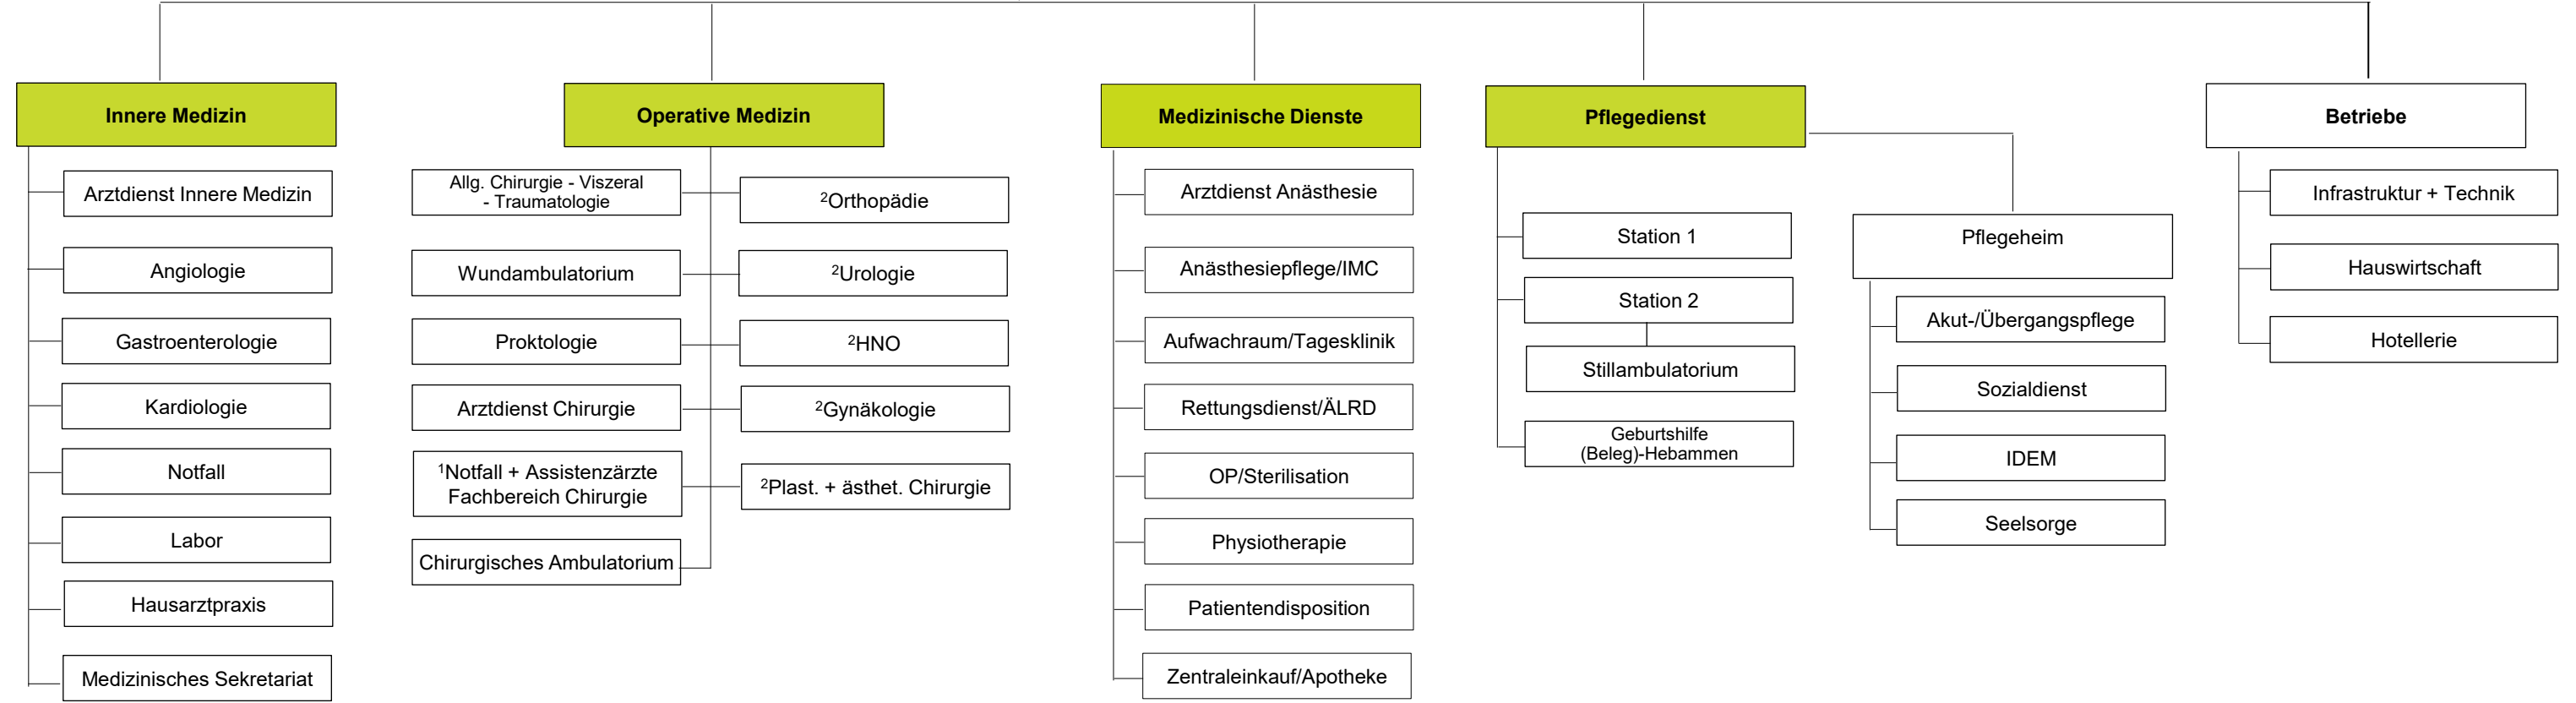 Innere Medizin
Arztdienst Innere Medizin
Angiologie
Gastroenterologie
Kardiologie
Notfall
Labor
Hausarztpraxis
Medizinisches Sekretariat
Operative Medizin
Allg. Chirurgie - Viszeral
- Traumatologie
Wundambulatorium
Proktologie
Arztdienst Chirurgie
¹Notfall + Assistenzärzte
Fachbereich Chirurgie
Chirurgisches Ambulatorium
²Orthopädie
²Urologie
²HNO
²Gynäkologie
²Plast. + ästhet. Chirurgie
Medizinische Dienste
Arztdienst Anästhesie
Anästhesiepflege/IMC
Aufwachraum/Tagesklinik
Rettungsdienst/ÄLRD
OP/Sterilisation
Physiotherapie
Patientendisposition
Zentraleinkauf/Apotheke
Pflegedienst
Station 1
Station 2
Stillambulatorium
Geburtshilfe
(Beleg)-Hebammen
Pflegeheim
Akut-/Übergangspflege
Sozialdienst
IDEM
Seelsorge
Betriebe
Infrastruktur + Technik
Hauswirtschaft
Hotellerie